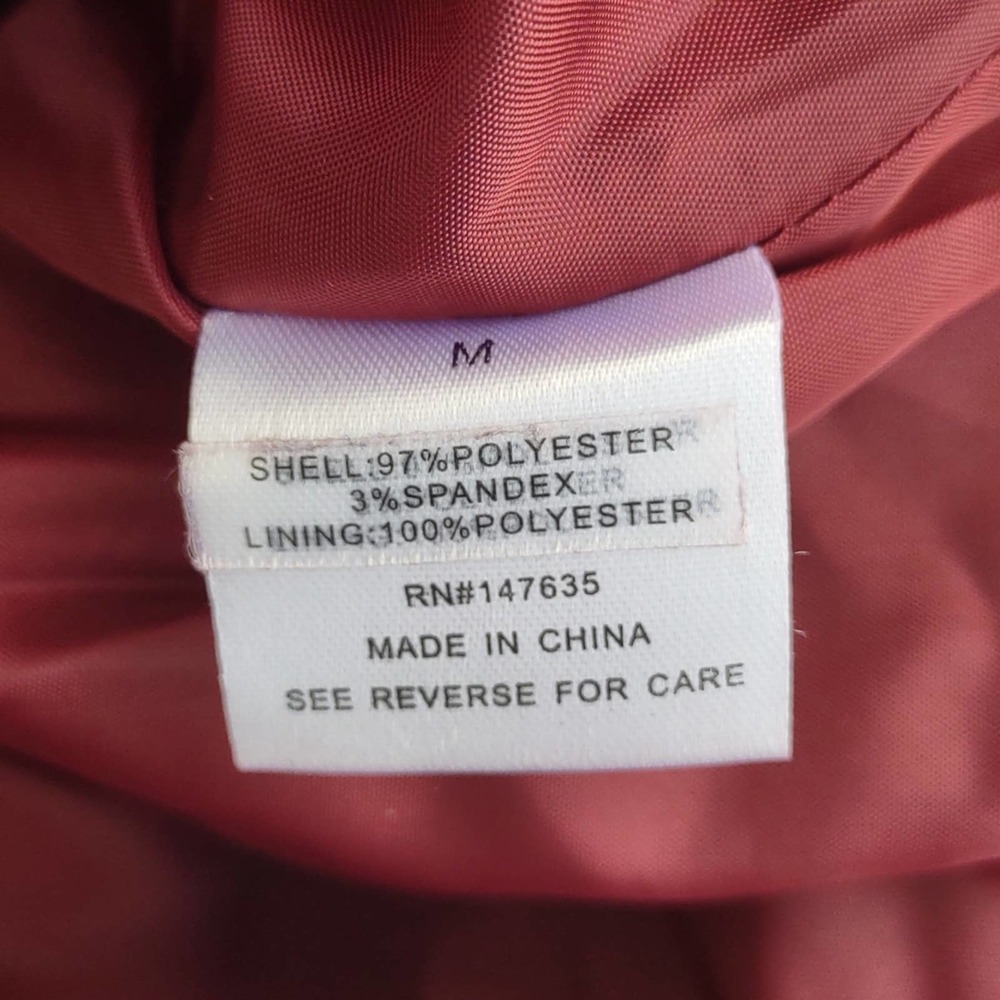 M
SHELL:97%POLYESTER
3%SPANDEX
LINING:100%POLYESTER
RN#147635
MADE IN CHINA
SEE REVERSE FOR CARE